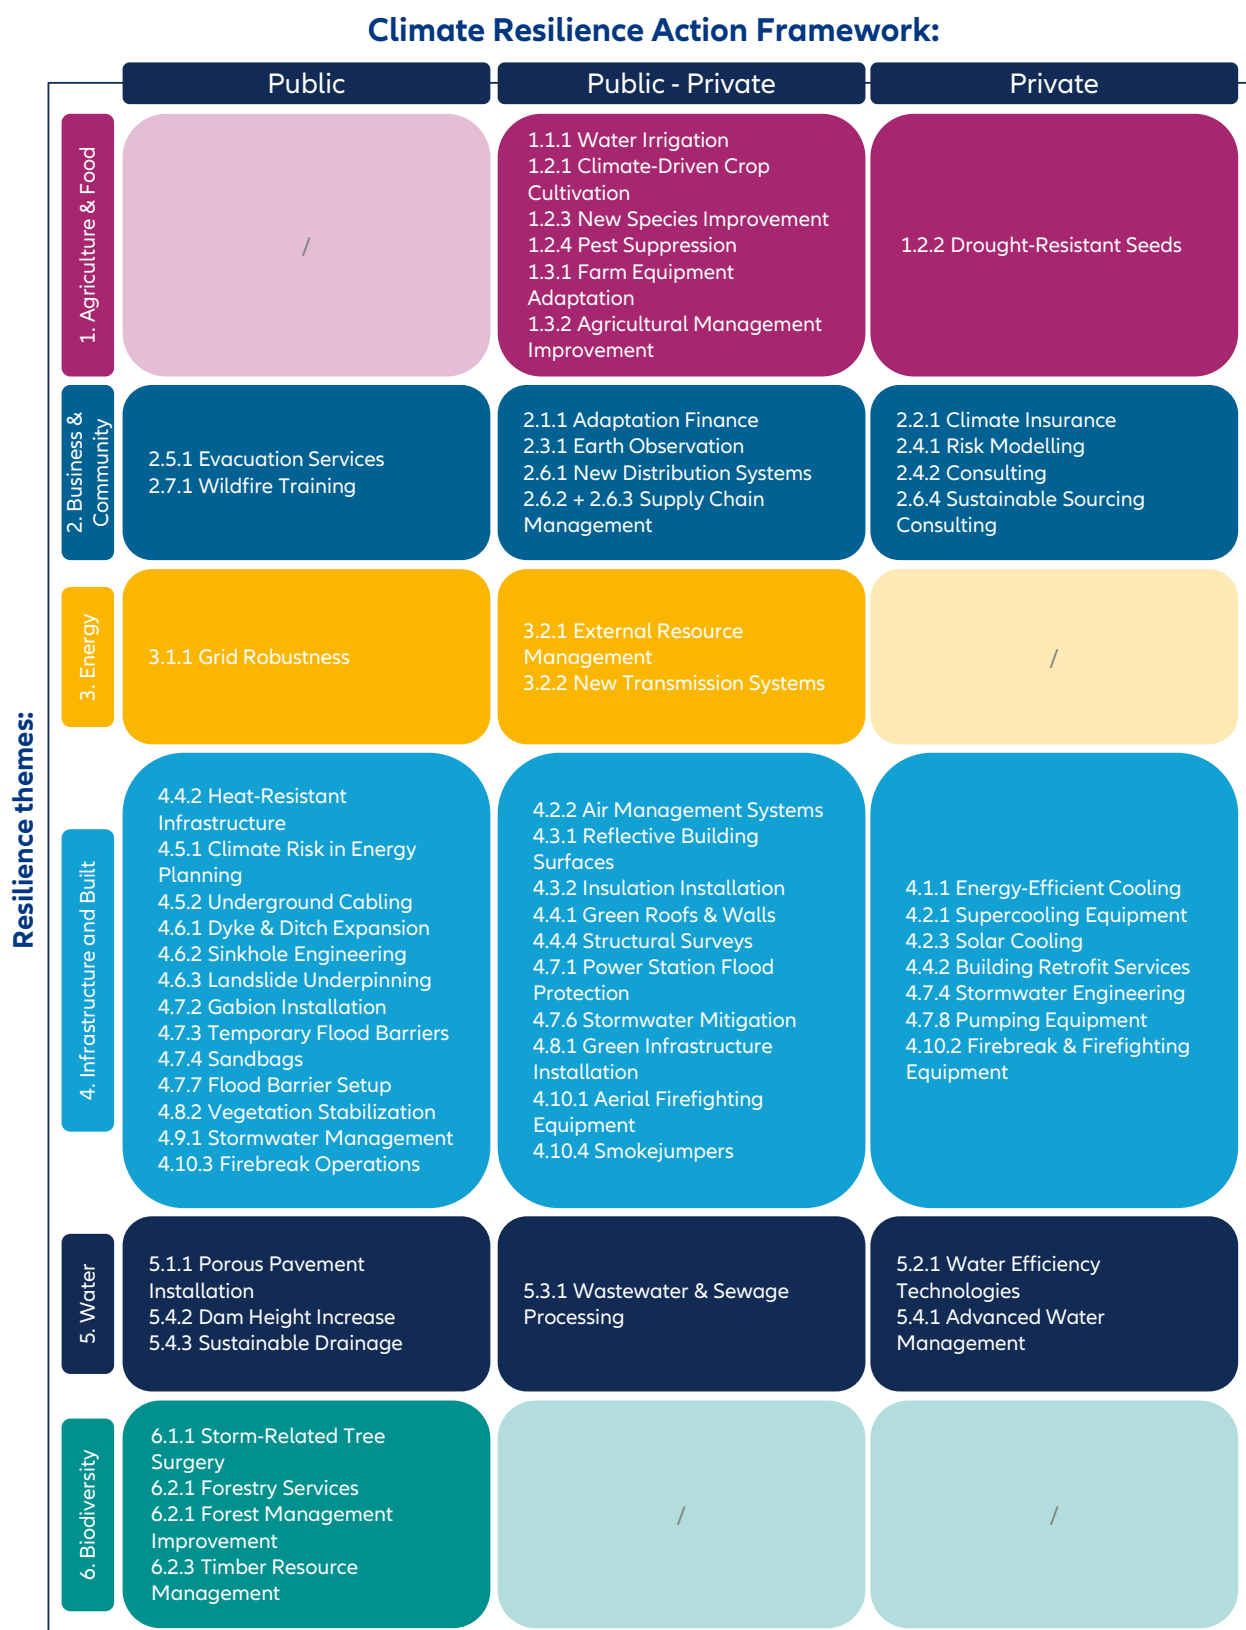 Climate Resilience Action Framework:
Public
Public - Private
Private
Resilience themes:
1. Agriculture & Food
/
1.1.1 Water Irrigation
1.2.1 Climate-Driven Crop
Cultivation
1.2.3 New Species Improvement
1.2.4 Pest Suppression
1.3.1 Farm Equipment
Adaptation
1.3.2 Agricultural Management
Improvement
1.2.2 Drought-Resistant Seeds
2. Business &
Community
2.5.1 Evacuation Services
2.7.1 Wildfire Training
2.1.1 Adaptation Finance
2.3.1 Earth Observation
2.6.1 New Distribution Systems
2.6.2 + 2.6.3 Supply Chain
Management
2.2.1 Climate Insurance
2.4.1 Risk Modelling
2.4.2 Consulting
2.6.4 Sustainable Sourcing
Consulting
3. Energy
3.1.1 Grid Robustness
3.2.1 External Resource
Management
3.2.2 New Transmission Systems
/
4. Infrastructure and Built
4.4.2 Heat-Resistant
Infrastructure
4.5.1 Climate Risk in Energy
Planning
4.5.2 Underground Cabling
4.6.1 Dyke & Ditch Expansion
4.6.2 Sinkhole Engineering
4.6.3 Landslide Underpinning
4.7.2 Gabion Installation
4.7.3 Temporary Flood Barriers
4.7.4 Sandbags
4.7.7 Flood Barrier Setup
4.8.2 Vegetation Stabilization
4.9.1 Stormwater Management
4.10.3 Firebreak Operations
4.2.2 Air Management Systems
4.3.1 Reflective Building
Surfaces
4.3.2 Insulation Installation
4.4.1 Green Roofs & Walls
4.4.4 Structural Surveys
4.7.1 Power Station Flood
Protection
4.7.6 Stormwater Mitigation
4.8.1 Green Infrastructure
Installation
4.10.1 Aerial Firefighting
Equipment
4.10.4 Smokejumpers
4.1.1 Energy-Efficient Cooling
4.2.1 Supercooling Equipment
4.2.3 Solar Cooling
4.4.2 Building Retrofit Services
4.7.4 Stormwater Engineering
4.7.8 Pumping Equipment
4.10.2 Firebreak & Firefighting
Equipment
5. Water
5.1.1 Porous Pavement
Installation
5.4.2 Dam Height Increase
5.4.3 Sustainable Drainage
5.3.1 Wastewater & Sewage
Processing
5.2.1 Water Efficiency
Technologies
5.4.1 Advanced Water
Management
6. Biodiversity
6.1.1 Storm-Related Tree
Surgery
6.2.1 Forestry Services
6.2.1 Forest Management
Improvement
6.2.3 Timber Resource
Management
/
/